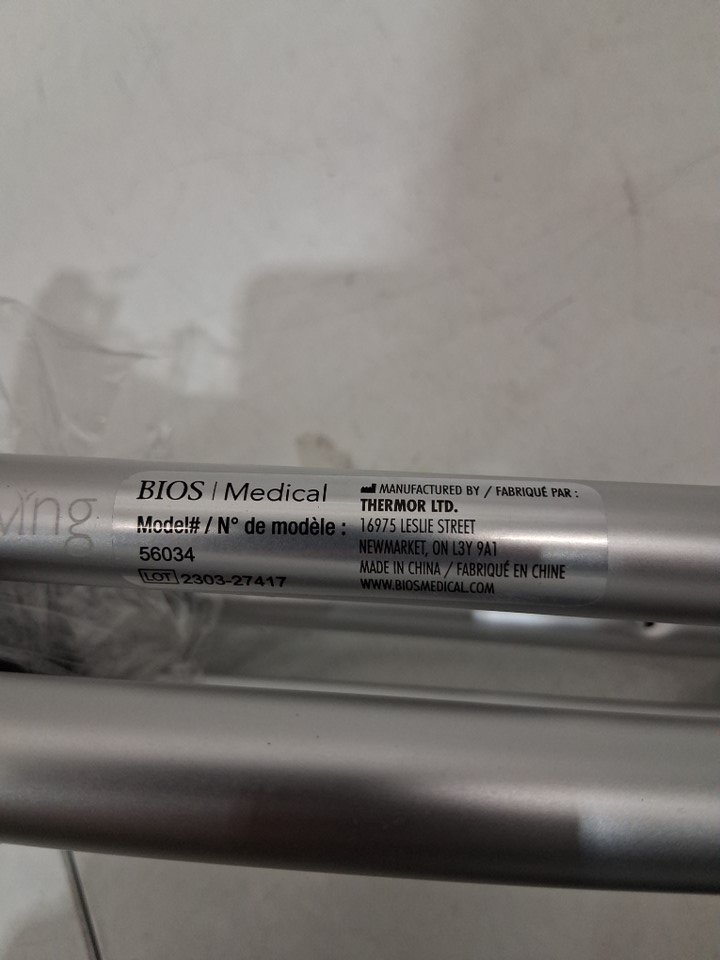 BIOS | Medical
Model# / N° de modèle :
56034
LOT 2303-27417
MANUFACTURED BY / FABRIQUÉ PAR :
THERMOR LTD.
16975 LESLIE STREET
NEWMARKET, ON L3Y 9A1
MADE IN CHINA / FABRIQUÉ EN CHINE
WWW.BIOSMEDICAL.COM